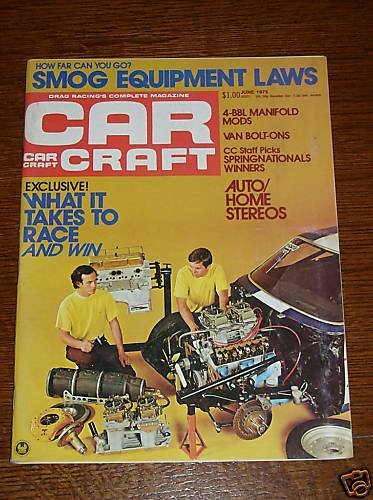 HOW FAR CAN YOU GO?
SMOG EQUIPMENT LAWS
DRAG RACING'S COMPLETE MAGAZINE
$1.00 JUNE 1975
CAR
CRAFT
CAR
CRAFT
4-BBL MANIFOLD
MODS
VAN BOLT-ONS
CC Staff Picks
SPRINGNATIONALS
WINNERS
AUTO/
HOME
STEREOS
EXCLUSIVE!
WHAT IT
TAKES TO
RACE
AND WIN